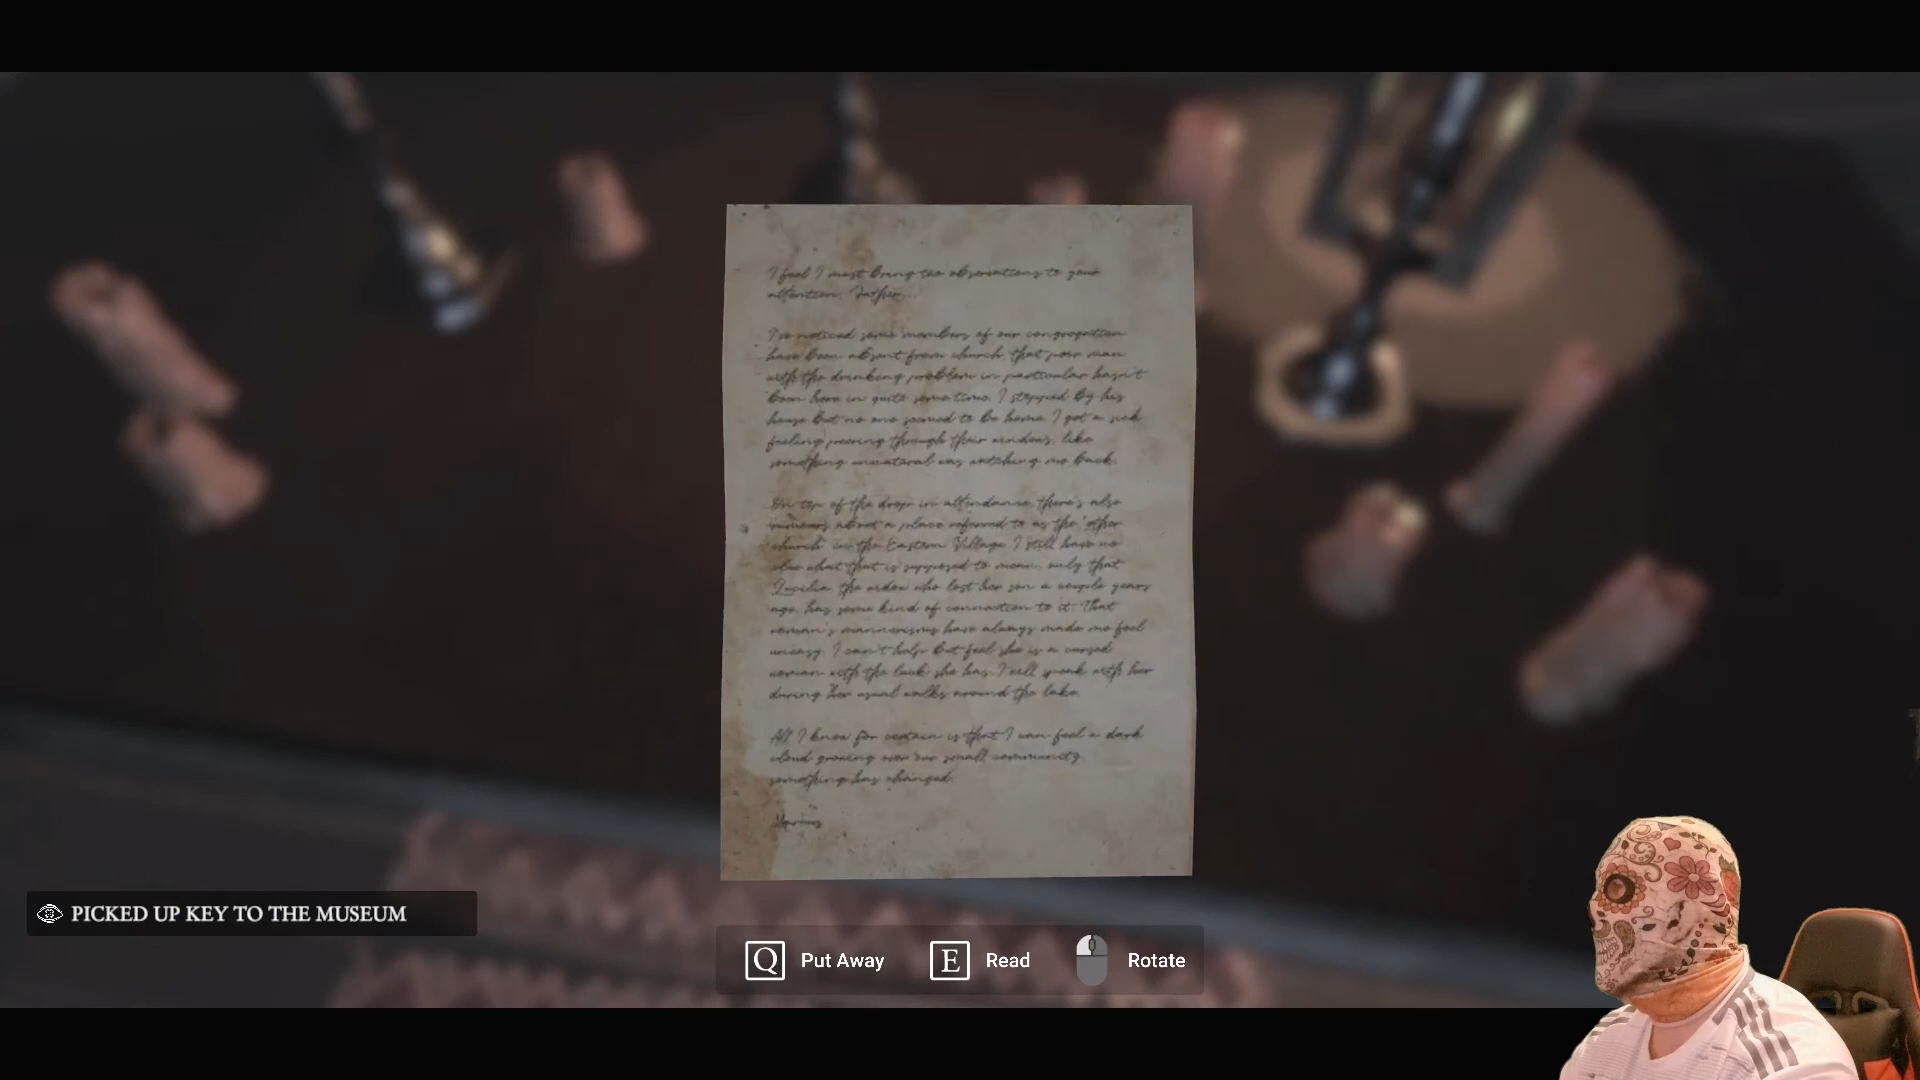 I feel I must bring two observations to your
attention, Father...
I've noticed some members of our congregation
have been absent from church, that poor man
with the drinking problem in particular hasn't
been here in quite some time. I stepped by his
house but no one seemed to be home. I got a sick
feeling peering through their windows, like
something unnatural was watching me back.
On top of the drop in attendance, there's also
rumours about a place referred to as the 'other
church' in the Eastern Village. I still have no
idea what that is supposed to mean, only that
Lucilia, the widow who lost her son a couple years
ago, has some kind of connection to it. That
woman's mannerisms have always made me feel
uneasy. I can't help but feel she is a cursed
woman with the luck she has. I will speak with her
during her usual walks around the lake.
All I know for certain is that I can feel a dark
cloud growing over our small community,
something has changed.
PICKED UP KEY TO THE MUSEUM
Q Put Away E Read Rotate